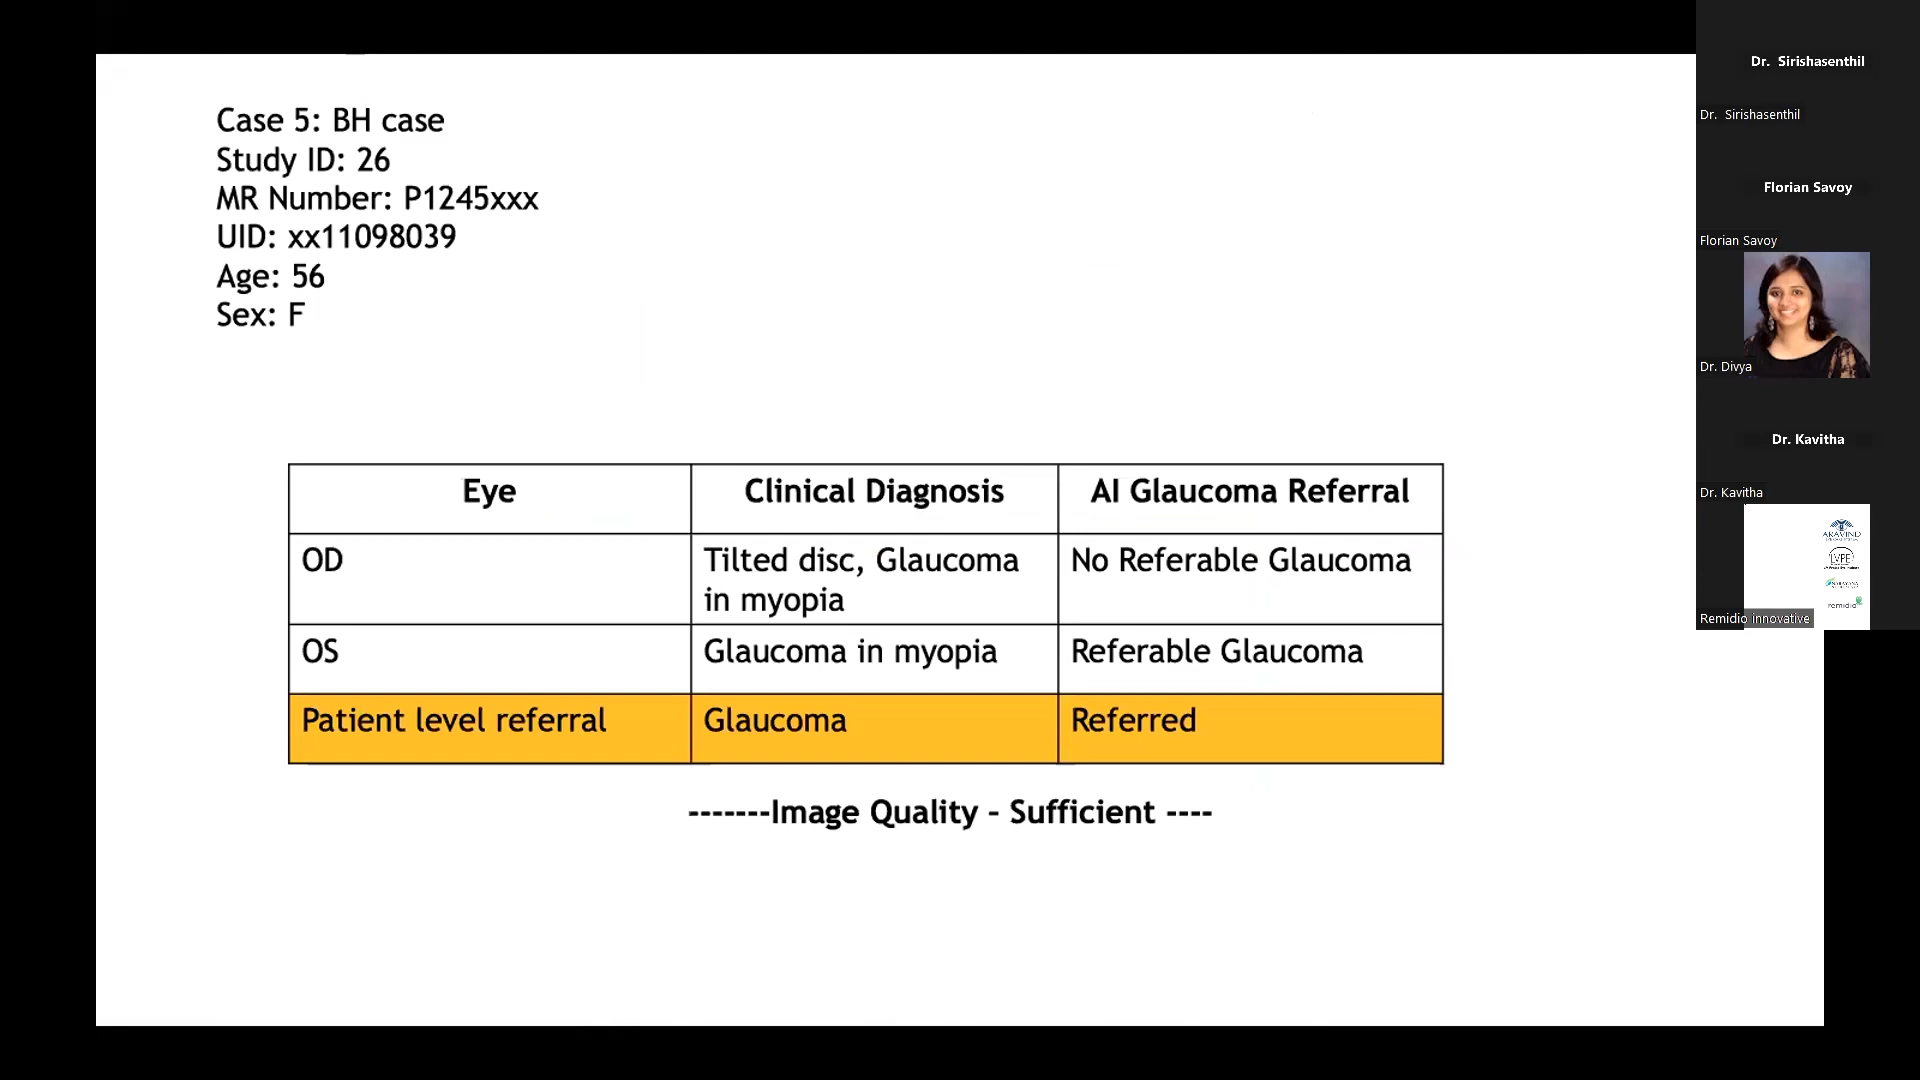 Case 5: BH case
Study ID: 26
MR Number: P1245xxx
UID: xx11098039
Age: 56
Sex: F
Eye
Clinical Diagnosis
AI Glaucoma Referral
OD
Tilted disc, Glaucoma
in myopia
No Referable Glaucoma
OS
Glaucoma in myopia
Referable Glaucoma
Patient level referral
Glaucoma
Referred
-------Image Quality – Sufficient ----
Dr. Sirishasenthil
Dr. Sirishasenthil
Florian Savoy
Florian Savoy
Dr. Divya
Dr. Kavitha
Dr. Kavitha
ARAVIND
LVPE
NARAYANA
remidio
Remidio innovative